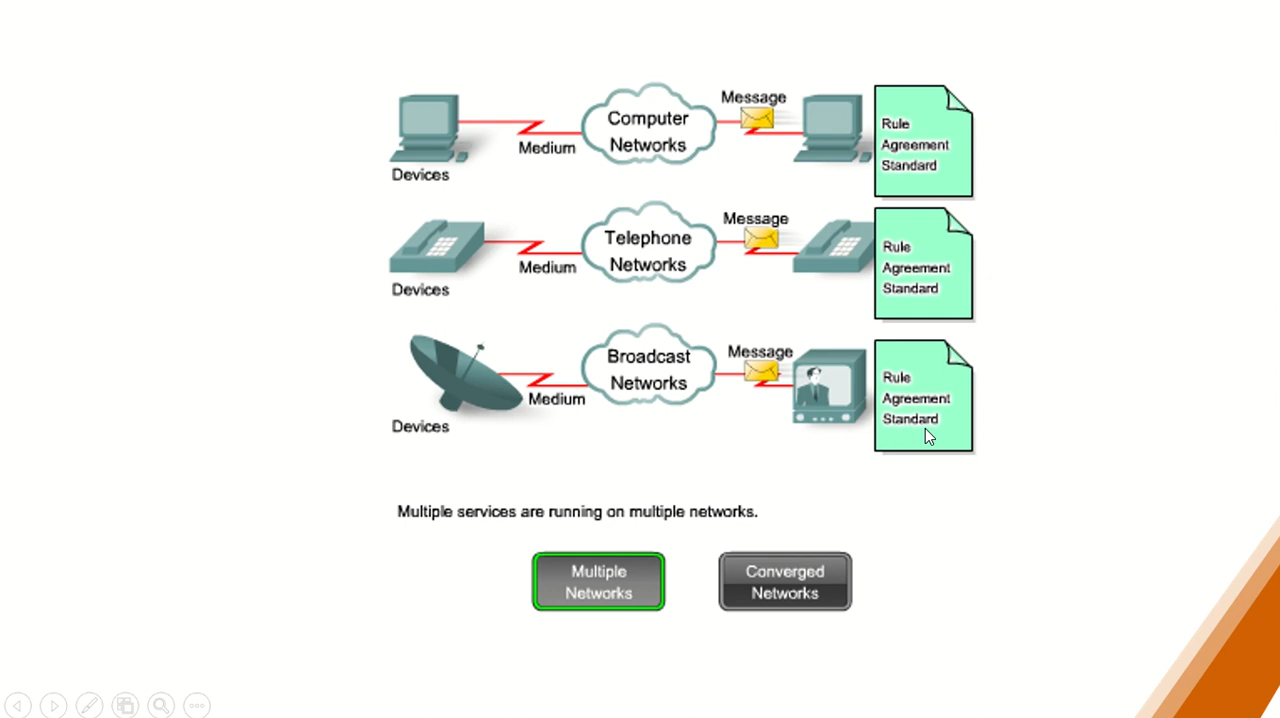 Message
Computer
Networks
Medium
Devices
Rule
Agreement
Standard
Message
Telephone
Networks
Medium
Devices
Rule
Agreement
Standard
Message
Broadcast
Networks
Medium
Devices
Rule
Agreement
Standard
Multiple services are running on multiple networks.
Multiple
Networks
Converged
Networks